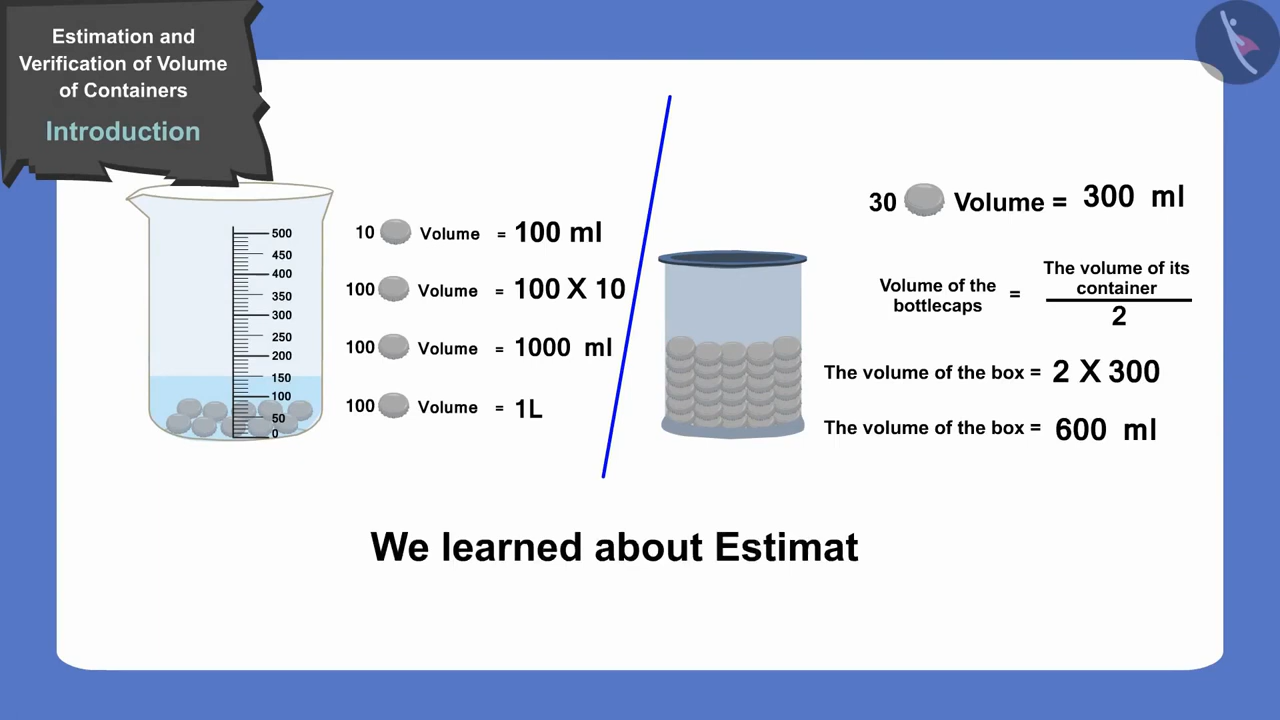 Estimation and
Verification of Volume
of Containers
Introduction
500
450
400
350
300
250
200
150
100
50
0
10 Volume = 100 ml
100 Volume = 100 X 10
100 Volume = 1000 ml
100 Volume = 1L
30 Volume = 300 ml
Volume of the
bottlecaps
=
The volume of its
container
2
The volume of the box = 2 X 300
The volume of the box = 600 ml
We learned about Estimat